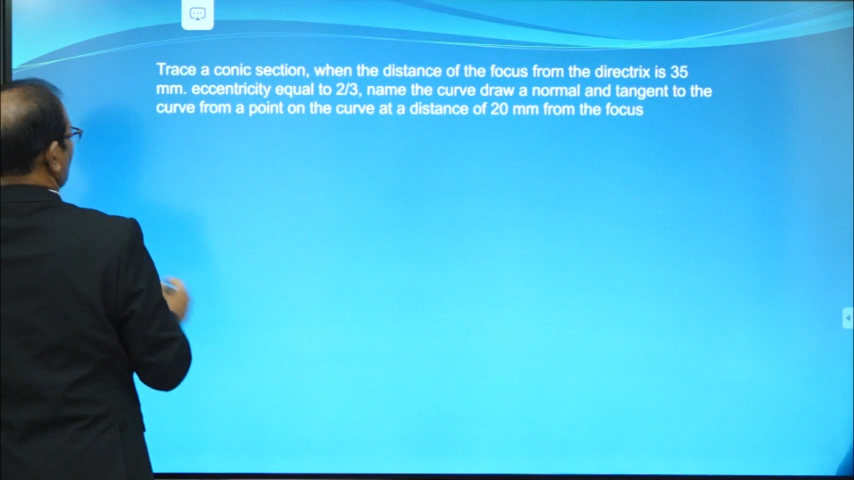 Trace a conic section, when the distance of the focus from the directrix is 35
mm. eccentricity equal to 2/3, name the curve draw a normal and tangent to the
curve from a point on the curve at a distance of 20 mm from the focus